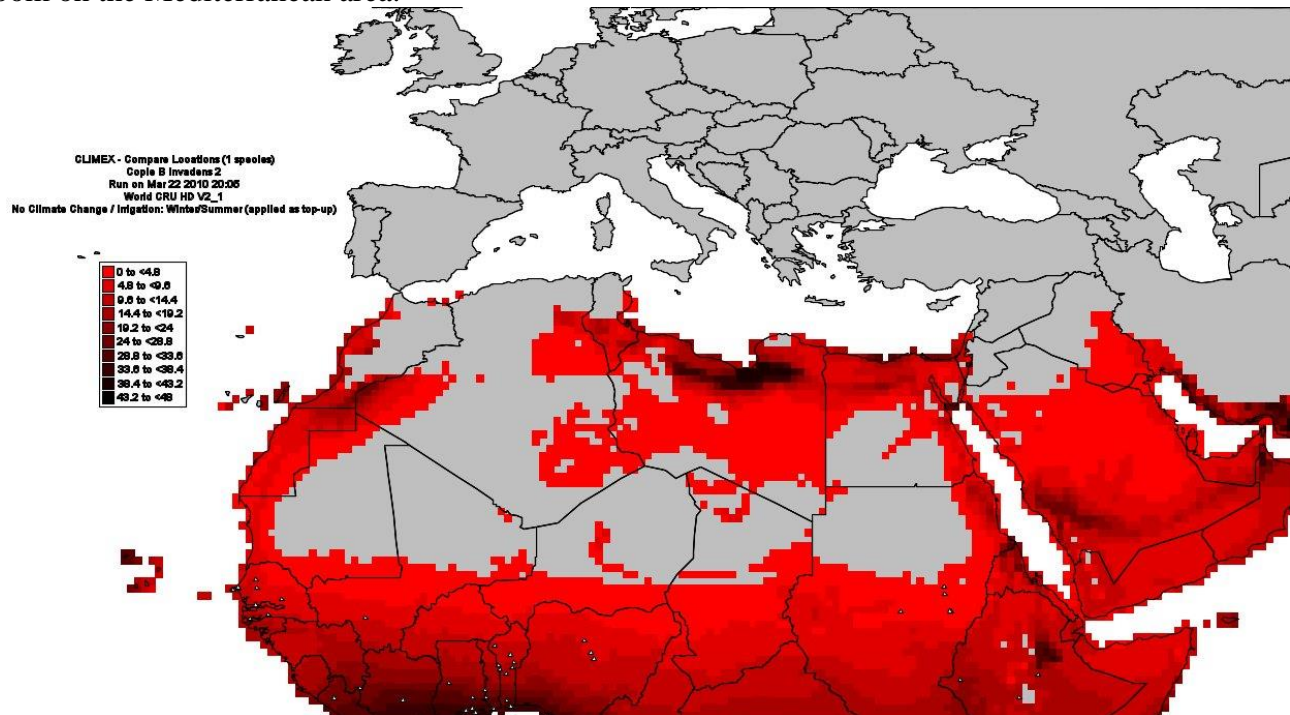 oom on the Mediterranean area.
CLIMEX - Compare Locations (1 species)
Copie B Invadens 2
Run on Mar 22 2010 20:06
World CRU HD V2_1
No Climate Change / Irrigation: Winter/Summer (applied as top-up)
0 to <4.8
4.8 to <9.6
9.6 to <14.4
14.4 to <19.2
19.2 to <24
24 to <28.8
28.8 to <33.6
33.6 to <38.4
38.4 to <43.2
43.2 to <48